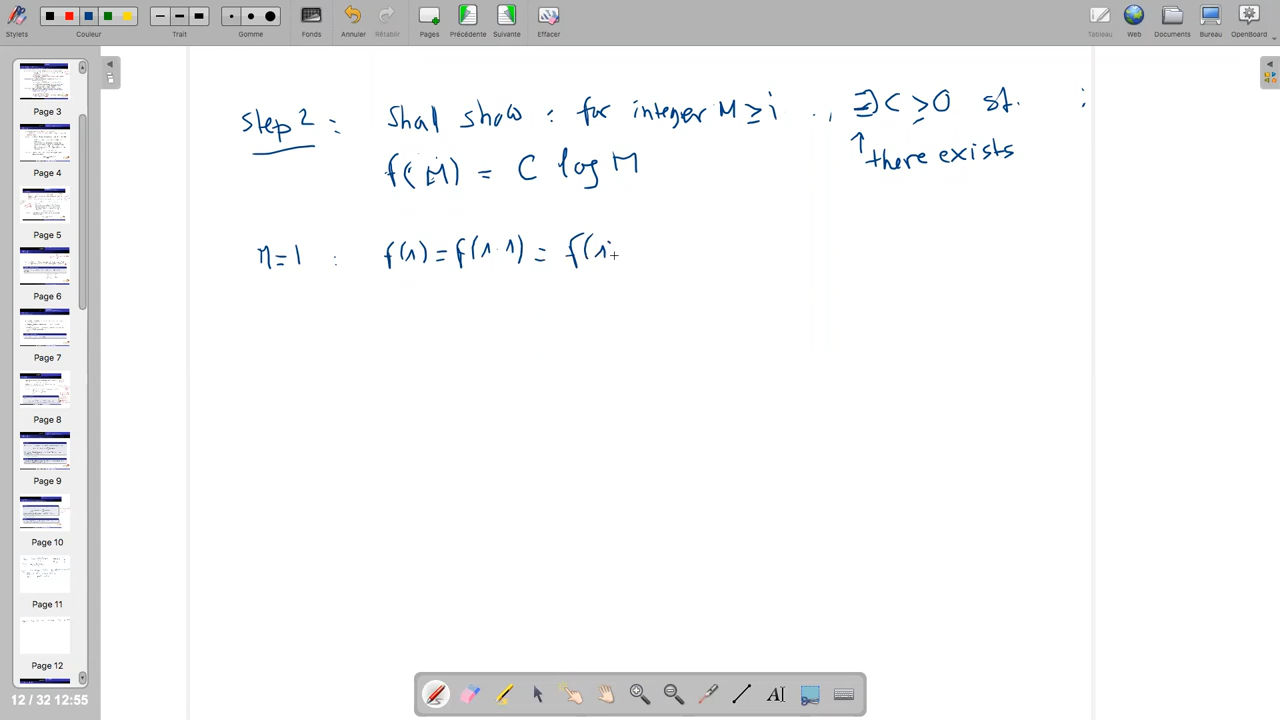 Stylets Couleur Trait Gomme Fonds Annuler Rétablir Pages Précédente Suivante Effacer Tableau Web Documents Bureau OpenBoard
Page 3
Page 4
Page 5
Page 6
Page 7
Page 8
Page 9
Page 10
Page 11
Page 12
12 / 32 12:55
step 2 : Shal show : for integer M ≥ 1 ., ∃ C > 0 st. :
↑ there exists
f(M) = C log M
M=1 : f(1) = f(1·1) = f(1